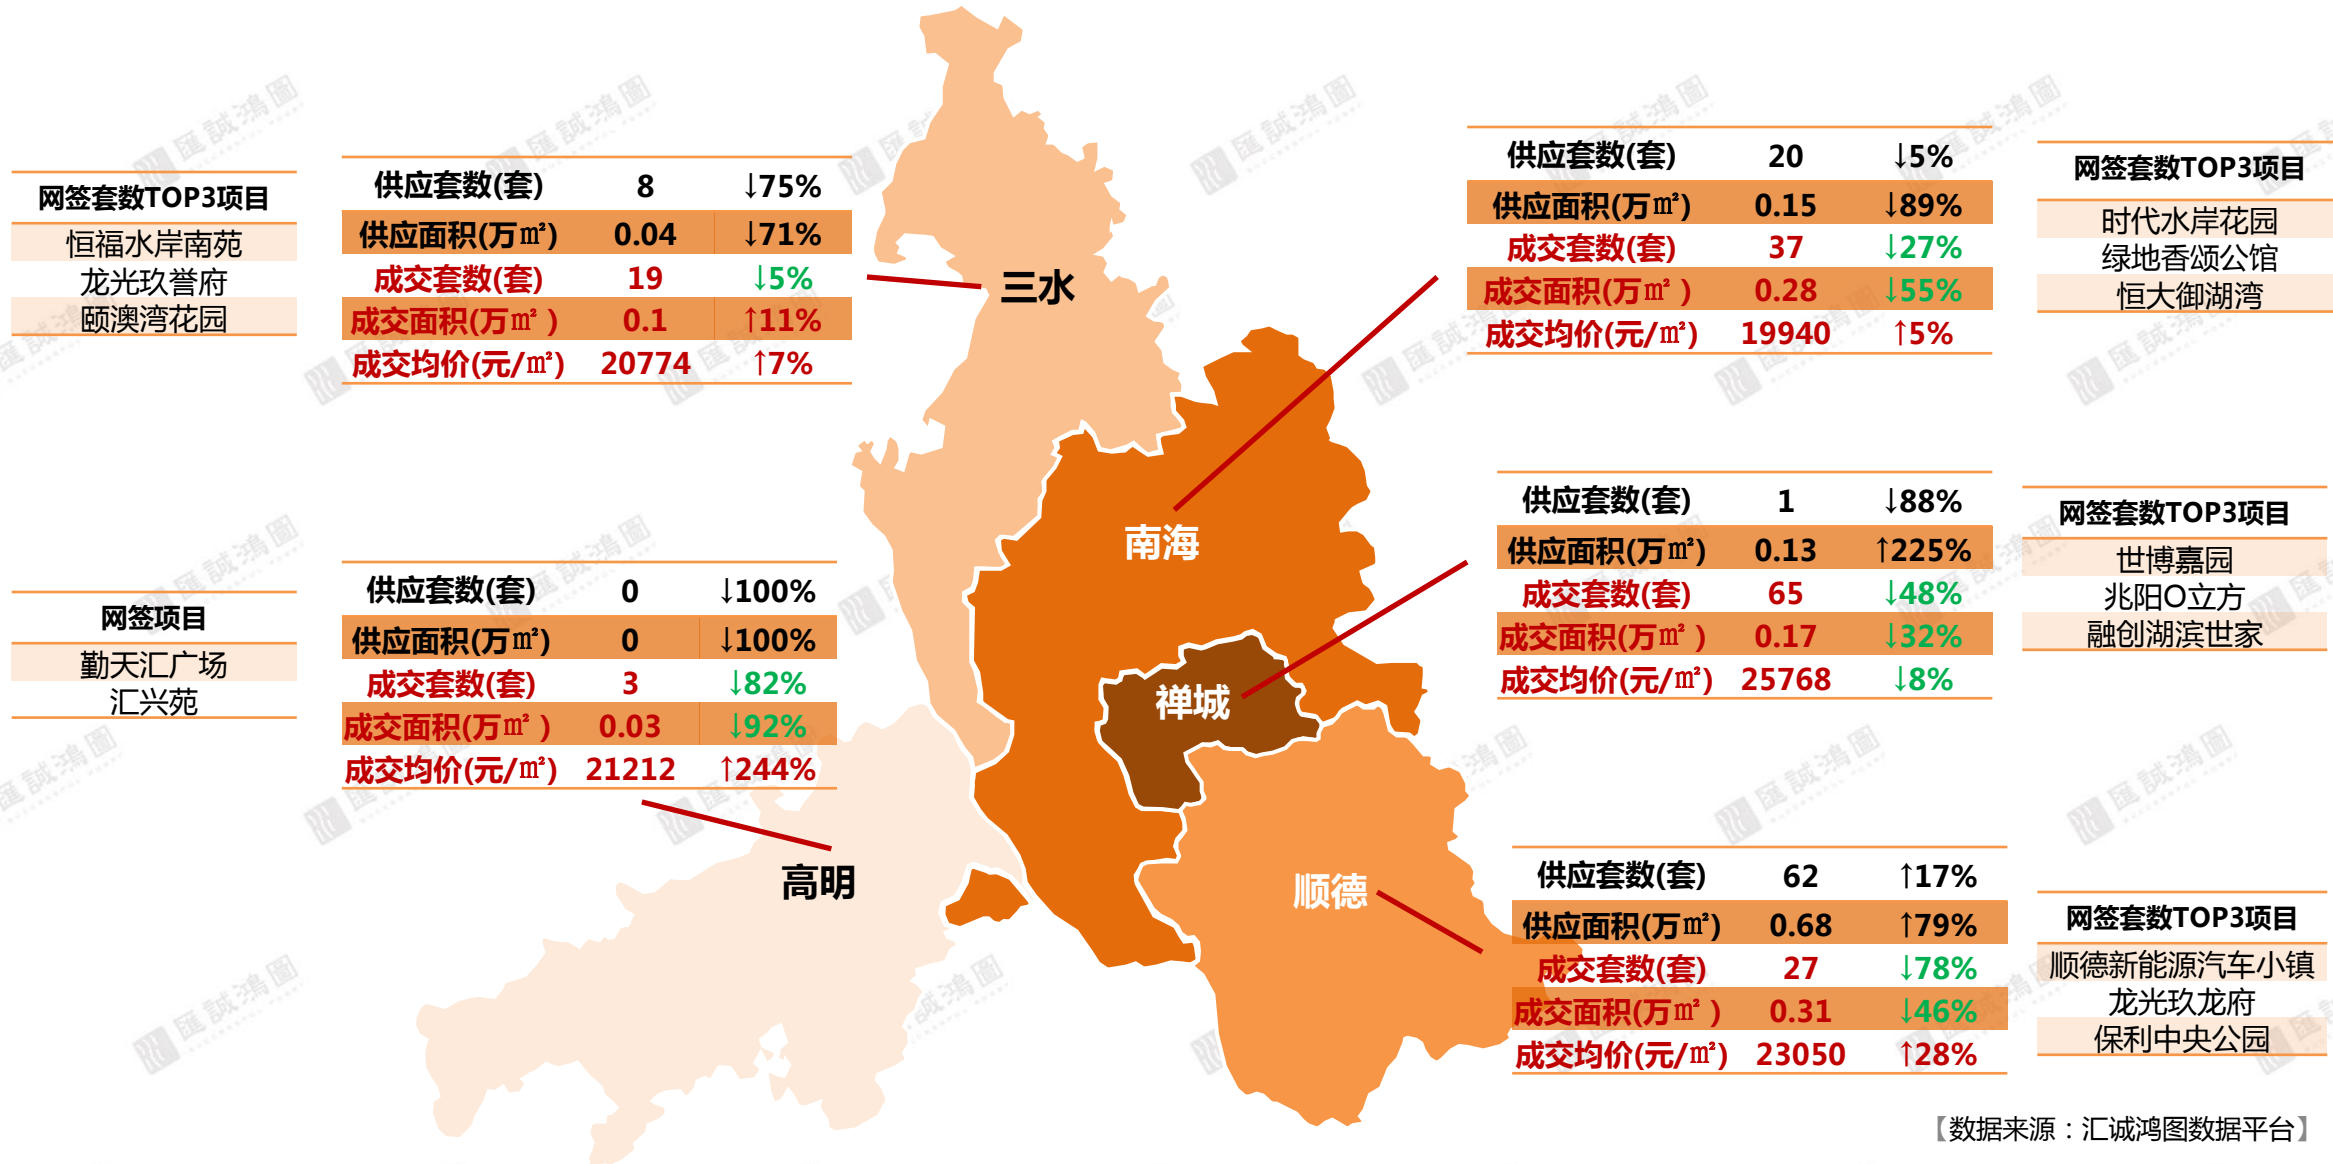 网签套数TOP3项目
恒福水岸南苑
龙光玖誉府
颐澳湾花园
供应套数(套) 8 ↓75%
供应面积(万㎡) 0.04 ↓71%
成交套数(套) 19 ↓5%
成交面积(万㎡ ) 0.1 ↑11%
成交均价(元/㎡) 20774 ↑7%
三水
供应套数(套) 20 ↓5%
供应面积(万㎡) 0.15 ↓89%
成交套数(套) 37 ↓27%
成交面积(万㎡ ) 0.28 ↓55%
成交均价(元/㎡) 19940 ↑5%
网签套数TOP3项目
时代水岸花园
绿地香颂公馆
恒大御湖湾
南海
网签项目
勤天汇广场
汇兴苑
供应套数(套) 0 ↓100%
供应面积(万㎡) 0 ↓100%
成交套数(套) 3 ↓82%
成交面积(万㎡ ) 0.03 ↓92%
成交均价(元/㎡) 21212 ↑244%
高明
供应套数(套) 1 ↓88%
供应面积(万㎡) 0.13 ↑225%
成交套数(套) 65 ↓48%
成交面积(万㎡ ) 0.17 ↓32%
成交均价(元/㎡) 25768 ↓8%
网签套数TOP3项目
世博嘉园
兆阳O立方
融创湖滨世家
禅城
顺德
供应套数(套) 62 ↑17%
供应面积(万㎡) 0.68 ↑79%
成交套数(套) 27 ↓78%
成交面积(万㎡ ) 0.31 ↓46%
成交均价(元/㎡) 23050 ↑28%
网签套数TOP3项目
顺德新能源汽车小镇
龙光玖龙府
保利中央公园
【数据来源：汇诚鸿图数据平台】
匯誠鴻圖